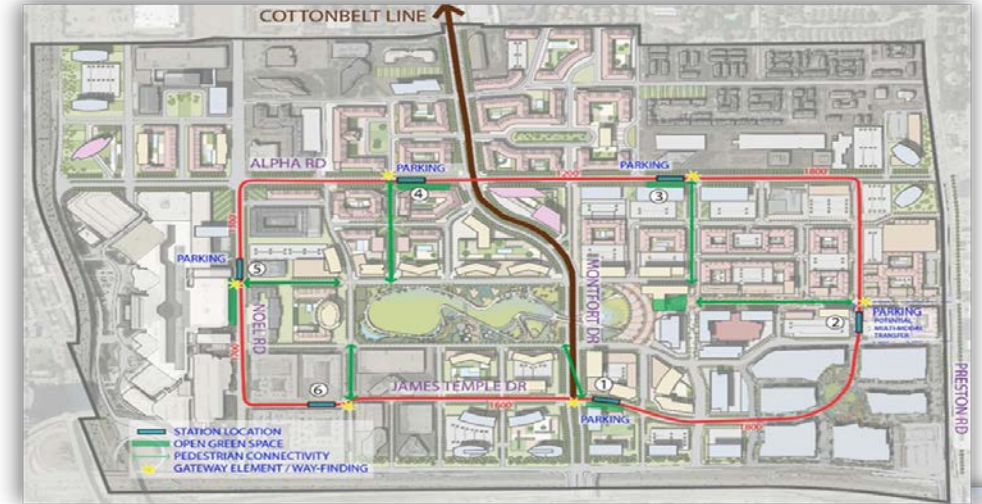 COTTONBELT LINE
ALPHA RD
PARKING
PARKING
1200
1800
4
3
1300
PARKING
5
NOEL RD
MONTFORT DR
2
PARKING
POTENTIAL
MULTI-MODAL
TRANSFER
1700
PRESTON RD
6
JAMES TEMPLE DR
1
1600
PARKING
1800
STATION LOCATION
OPEN GREEN SPACE
PEDESTRIAN CONNECTIVITY
GATEWAY ELEMENT / WAY-FINDING